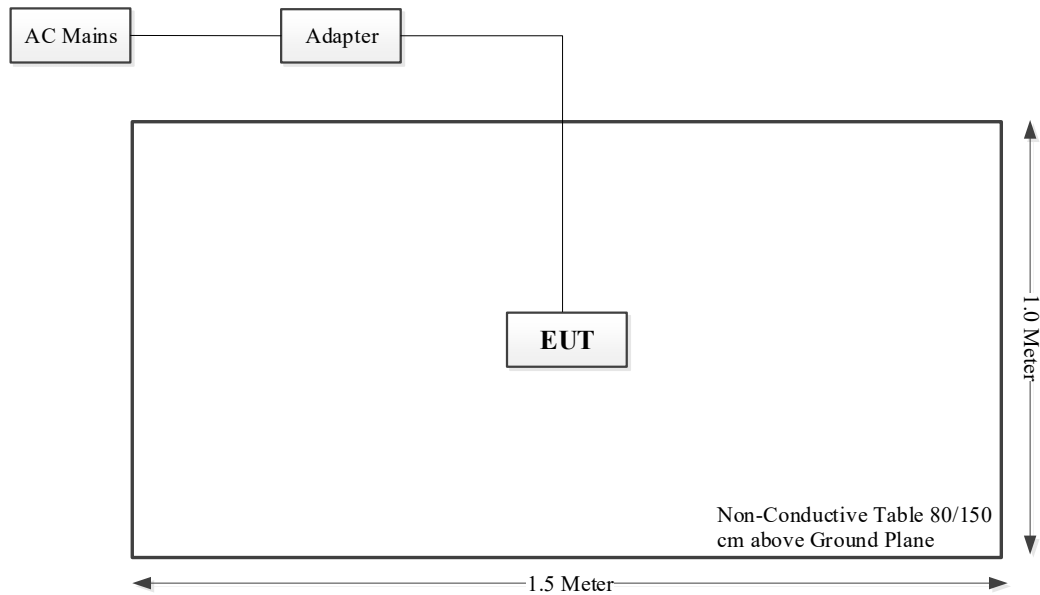 AC Mains
Adapter
EUT
1.0 Meter
Non-Conductive Table 80/150
cm above Ground Plane
1.5 Meter